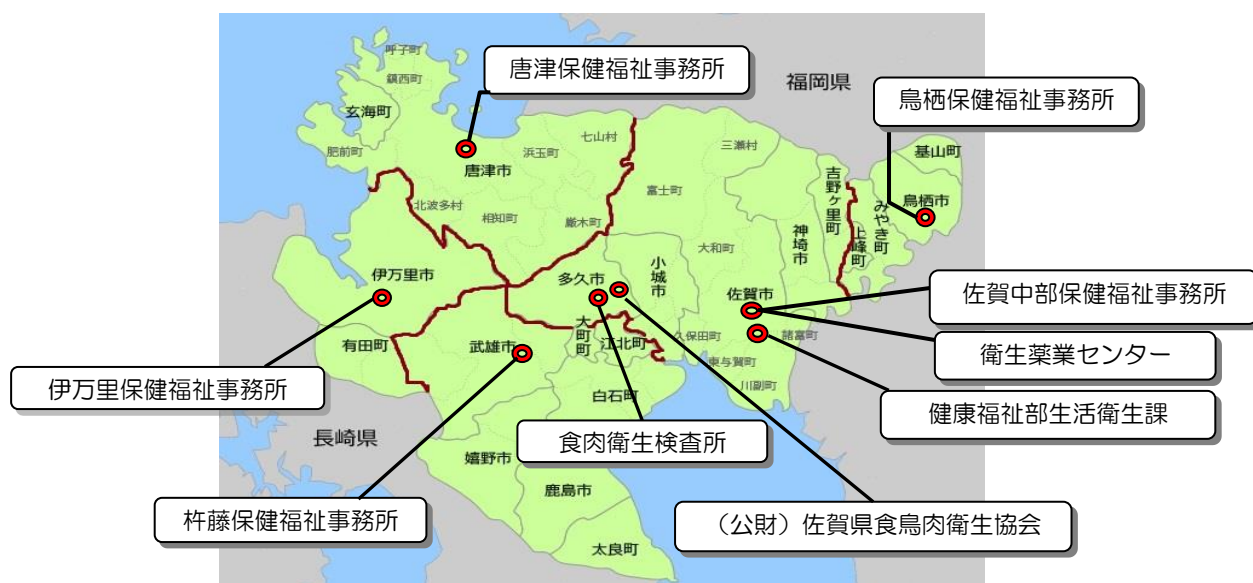 呼子町
鎮西町
玄海町
肥前町
唐津保健福祉事務所
福岡県
鳥栖保健福祉事務所
七山村
浜玉町
唐津市
三瀬村
基山町
吉野ヶ里町
富士町
鳥栖市
みやき町
上峰町
神埼市
北波多村
相知町
厳木町
大和町
小城市
伊万里市
多久市
佐賀市
佐賀中部保健福祉事務所
有田町
武雄市
大町町
江北町
久保田町
諸富町
衛生薬業センター
東与賀町
川副町
伊万里保健福祉事務所
白石町
健康福祉部生活衛生課
長崎県
食肉衛生検査所
嬉野市
鹿島市
杵藤保健福祉事務所
(公財)佐賀県食鳥肉衛生協会
太良町